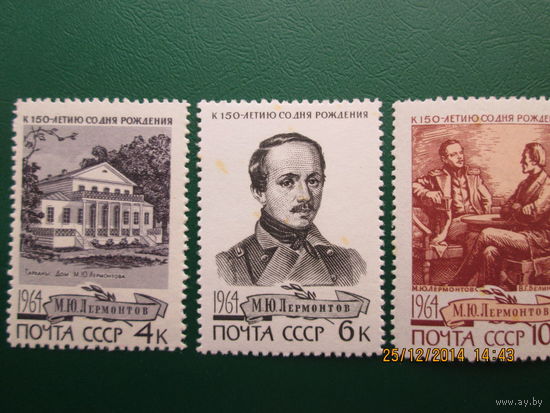 К 150-ЛЕТИЮ СО ДНЯ РОЖДЕНИЯ
ТАРХАНЫ. ДОМ М.Ю.ЛЕРМОНТОВА.
1964
М.Ю.ЛЕРМОНТОВ
ПОЧТА СССР 4К
К 150-ЛЕТИЮ СО ДНЯ РОЖДЕНИЯ
1964
М.Ю.ЛЕРМОНТОВ
ПОЧТА СССР 6К
К 150-ЛЕТИЮ СО ДНЯ РОЖДЕНИЯ
М.Ю.ЛЕРМОНТОВ В.Г.БЕЛИН
1964
М.Ю.ЛЕРМОНТОВ
ПОЧТА СССР 10
25/12/2014 14:43
www.ay.by